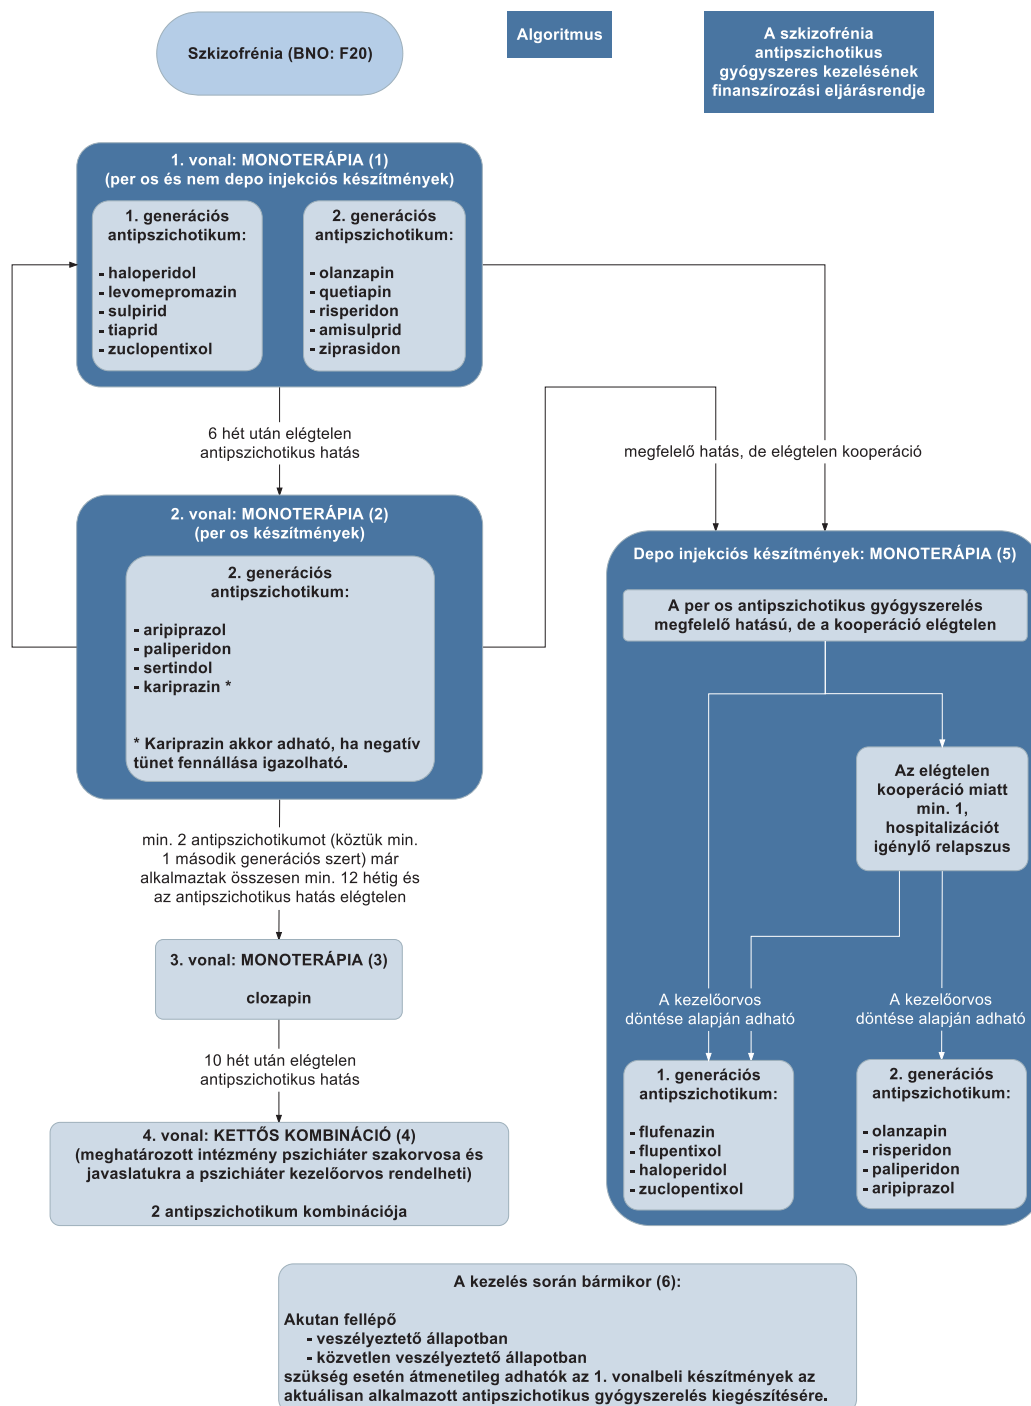 Szkizofrénia (BNO: F20)
Algoritmus
A szkizofrénia
antipszichotikus
gyógyszeres kezelésének
finanszírozási eljárásrendje
1. vonal: MONOTERÁPIA (1)
(per os és nem depo injekciós készítmények)
1. generációs
antipszichotikum:
- haloperidol
- levomepromazin
- sulpirid
- tiaprid
- zuclopentixol
2. generációs
antipszichotikum:
- olanzapin
- quetiapin
- risperidon
- amisulprid
- ziprasidon
6 hét után elégtelen
antipszichotikus hatás
megfelelő hatás, de elégtelen kooperáció
2. vonal: MONOTERÁPIA (2)
(per os készítmények)
2. generációs
antipszichotikum:
- aripiprazol
- paliperidon
- sertindol
- kariprazin *
* Kariprazin akkor adható, ha negatív
tünet fennállása igazolható.
min. 2 antipszichotikumot (köztük min.
1 második generációs szert) már
alkalmaztak összesen min. 12 hétig és
az antipszichotikus hatás elégtelen
3. vonal: MONOTERÁPIA (3)
clozapin
10 hét után elégtelen
antipszichotikus hatás
4. vonal: KETTŐS KOMBINÁCIÓ (4)
(meghatározott intézmény pszichiáter szakorvosa és
javaslatukra a pszichiáter kezelőorvos rendelheti)
2 antipszichotikum kombinációja
Depo injekciós készítmények: MONOTERÁPIA (5)
A per os antipszichotikus gyógyszerelés
megfelelő hatású, de a kooperáció elégtelen
Az elégtelen
kooperáció miatt
min. 1,
hospitalizációt
igénylő relapszus
A kezelőorvos
döntése alapján adható
A kezelőorvos
döntése alapján adható
1. generációs
antipszichotikum:
- flufenazin
- flupentixol
- haloperidol
- zuclopentixol
2. generációs
antipszichotikum:
- olanzapin
- risperidon
- paliperidon
- aripiprazol
A kezelés során bármikor (6):
Akutan fellépő
- veszélyeztető állapotban
- közvetlen veszélyeztető állapotban
szükség esetén átmenetileg adhatók az 1. vonalbeli készítmények az
aktuálisan alkalmazott antipszichotikus gyógyszerelés kiegészítésére.